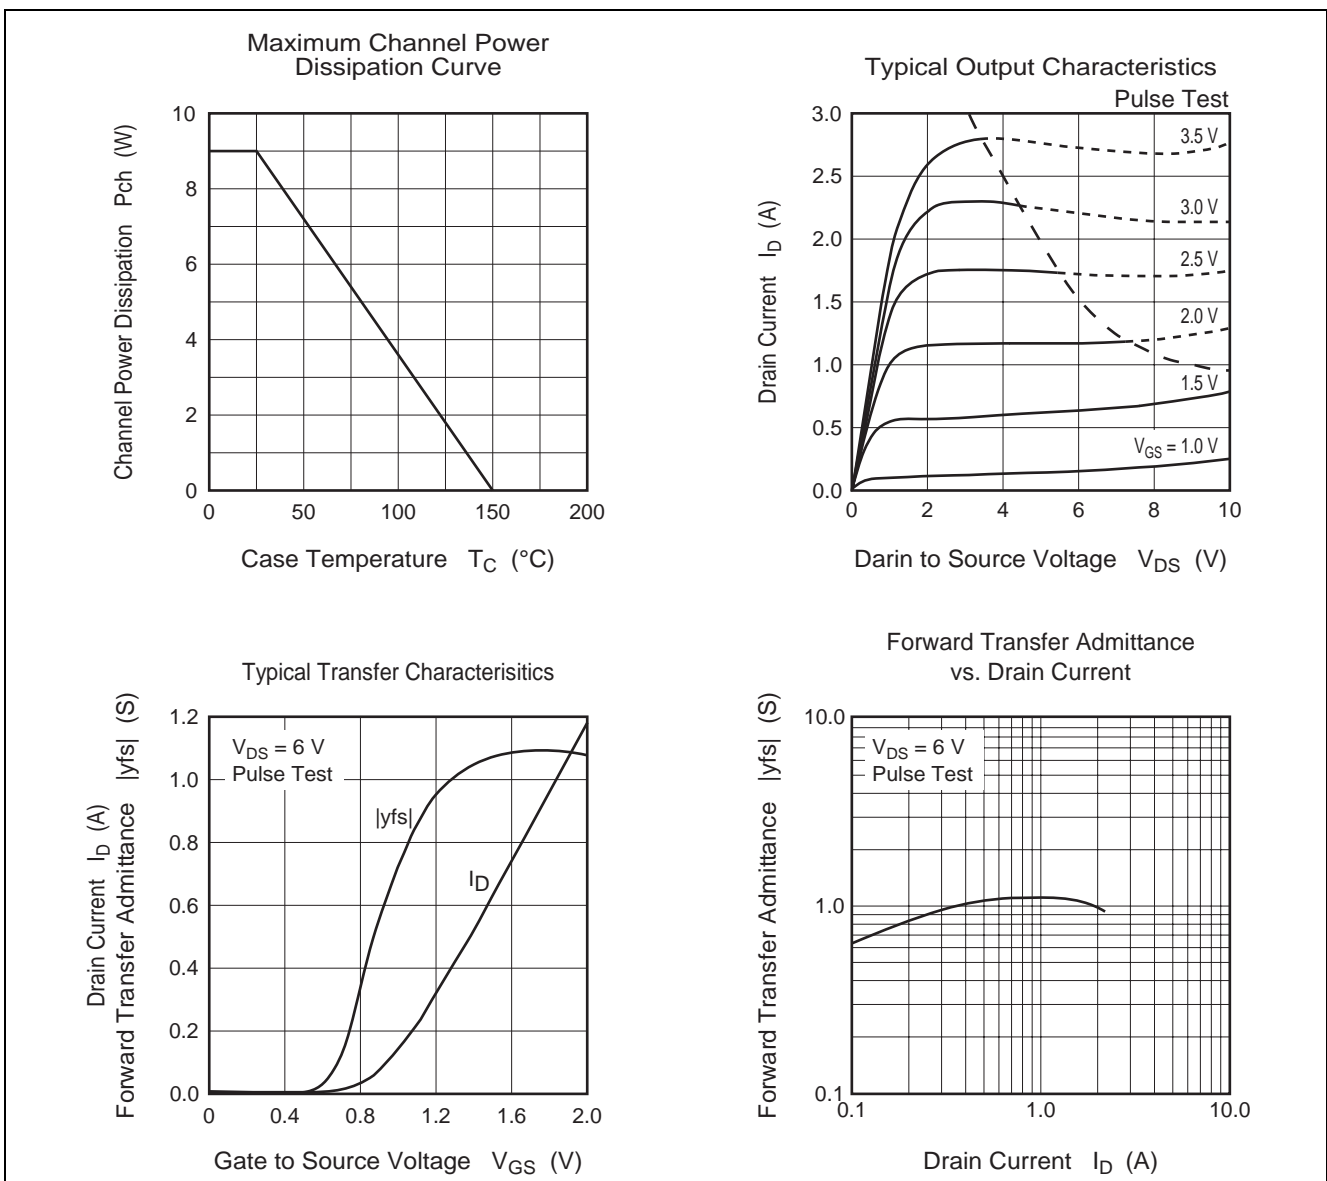 Maximum Channel Power
Dissipation Curve
Channel Power Dissipation Pch (W)
10
8
6
4
2
0
0 50 100 150 200
Case Temperature TC (°C)
Typical Output Characteristics
Pulse Test
Drain Current ID (A)
3.0
2.5
2.0
1.5
1.0
0.5
0.0
3.5 V
3.0 V
2.5 V
2.0 V
1.5 V
VGS = 1.0 V
0 2 4 6 8 10
Darin to Source Voltage VDS (V)
Typical Transfer Characterisitics
Drain Current ID (A)
Forward Transfer Admittance |yfs| (S)
1.2
1.0
0.8
0.6
0.4
0.2
0.0
VDS = 6 V
Pulse Test
|yfs|
ID
0 0.4 0.8 1.2 1.6 2.0
Gate to Source Voltage VGS (V)
Forward Transfer Admittance
vs. Drain Current
Forward Transfer Admittance |yfs| (S)
10.0
1.0
0.1
VDS = 6 V
Pulse Test
0.1 1.0 10.0
Drain Current ID (A)